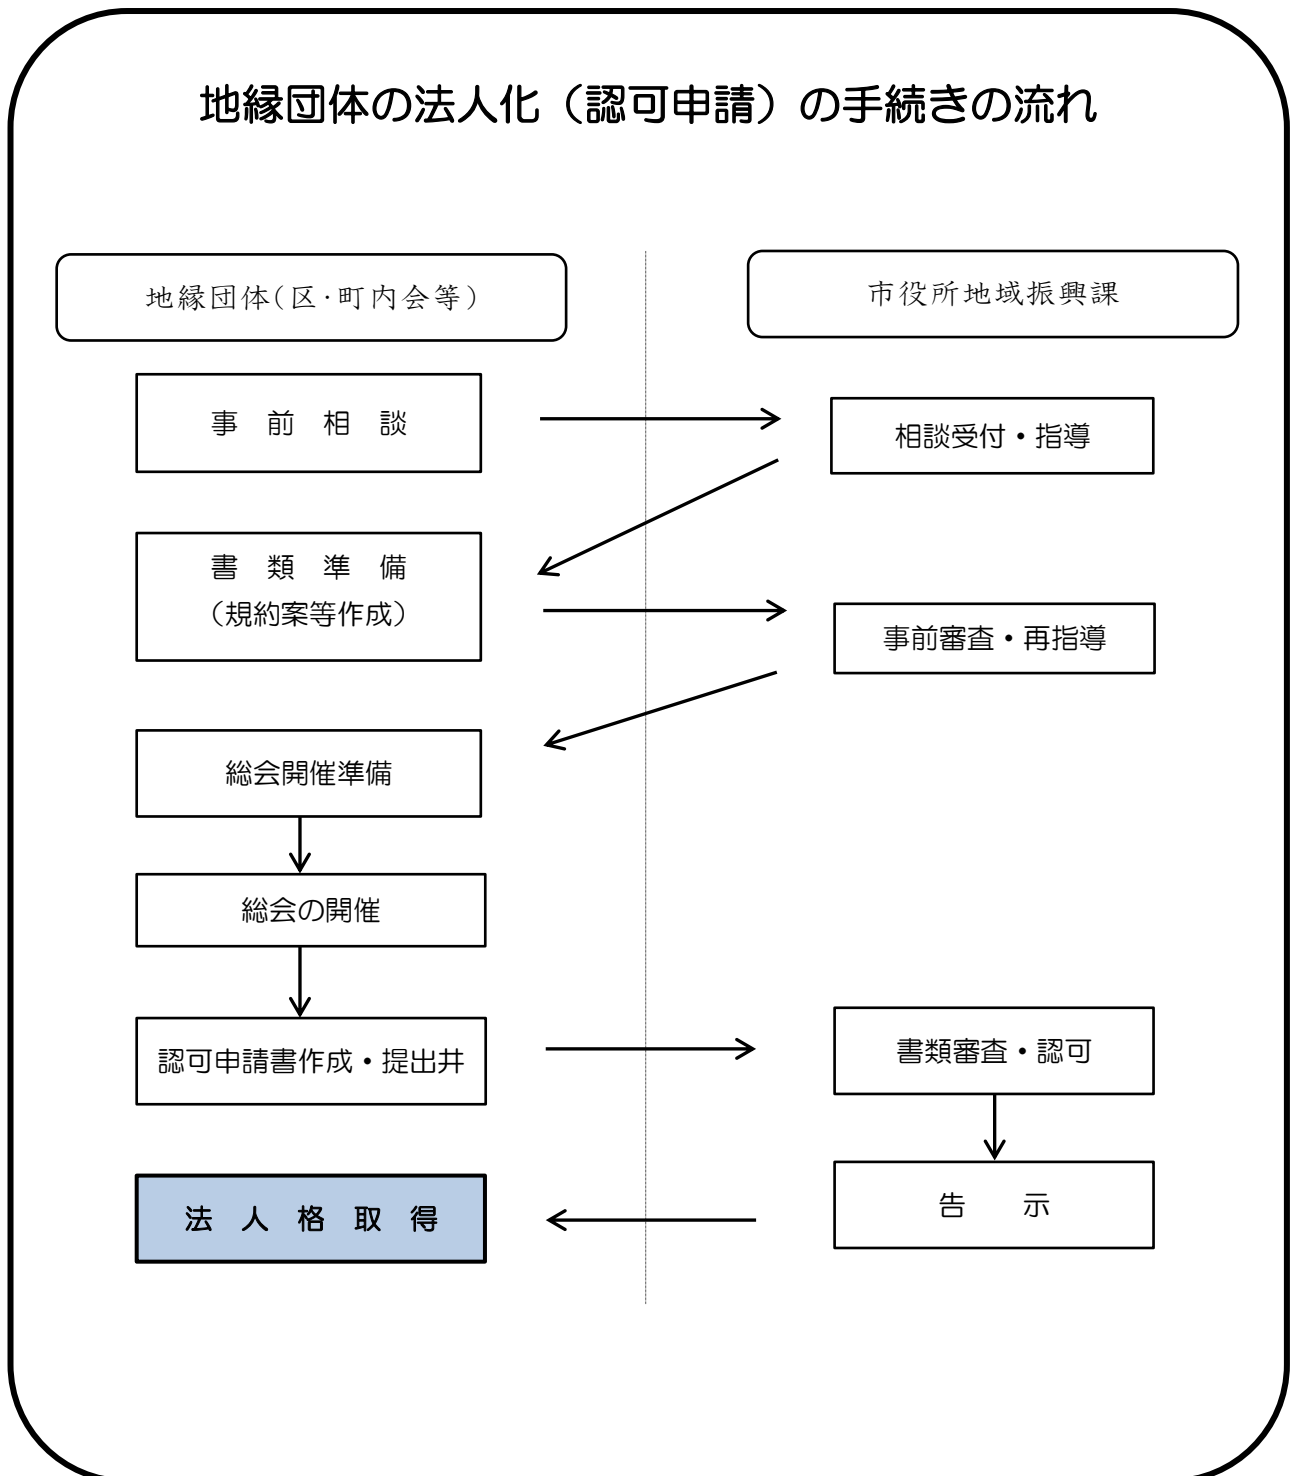 地縁団体の法人化（認可申請）の手続きの流れ
地縁団体(区・町内会等)
市役所地域振興課
事　前　相　談
相談受付・指導
書　類　準　備
（規約案等作成）
事前審査・再指導
総会開催準備
総会の開催
認可申請書作成・提出井
書類審査・認可
告　　示
法　人　格　取　得